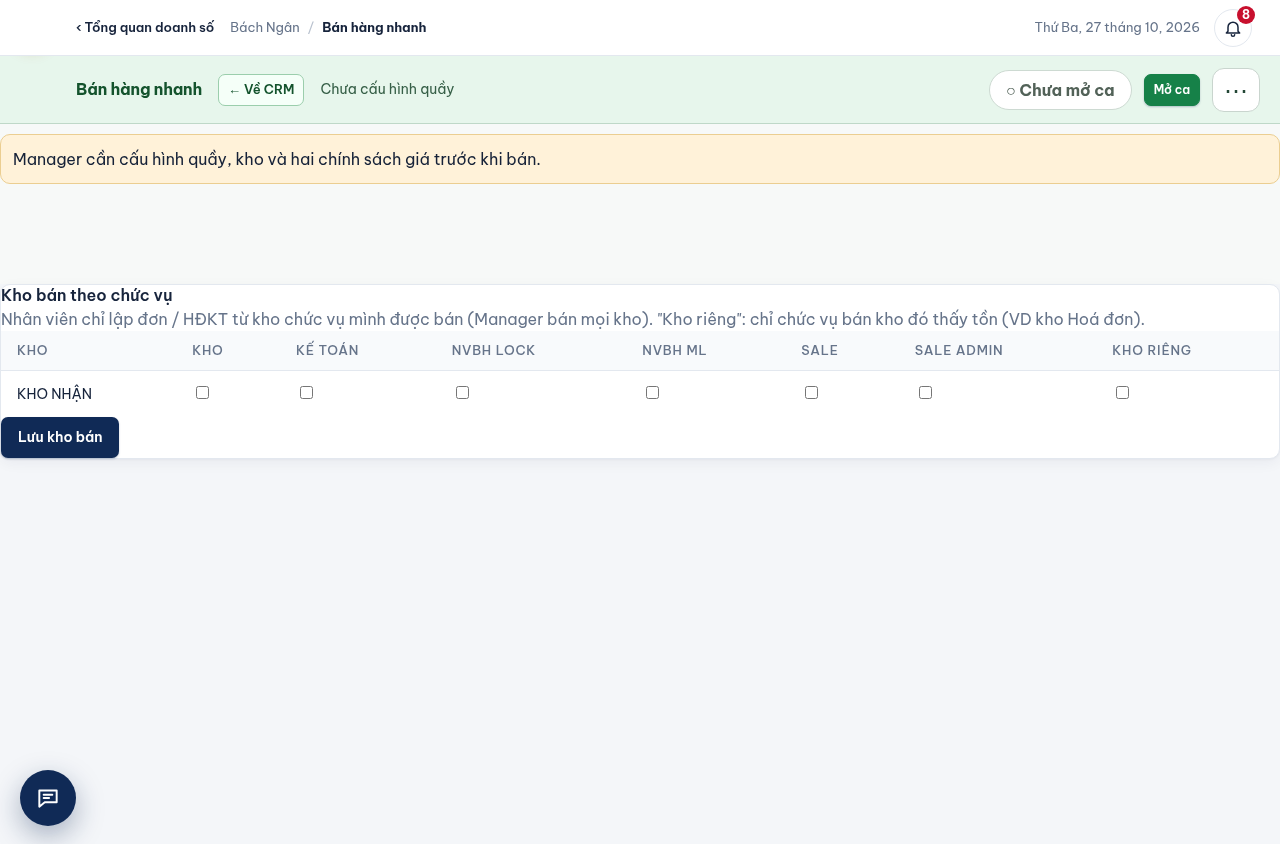 ‹ Tổng quan doanh số Bách Ngân / Bán hàng nhanh Thứ Ba, 27 tháng 10, 2026 8
Bán hàng nhanh ← Về CRM Chưa cấu hình quầy ○ Chưa mở ca Mở ca ⋯
Manager cần cấu hình quầy, kho và hai chính sách giá trước khi bán.
Kho bán theo chức vụ
Nhân viên chỉ lập đơn / HĐKT từ kho chức vụ mình được bán (Manager bán mọi kho). "Kho riêng": chỉ chức vụ bán kho đó thấy tồn (VD kho Hoá đơn).
KHO KHO KẾ TOÁN NVBH LOCK NVBH ML SALE SALE ADMIN KHO RIÊNG
KHO NHẬN
Lưu kho bán